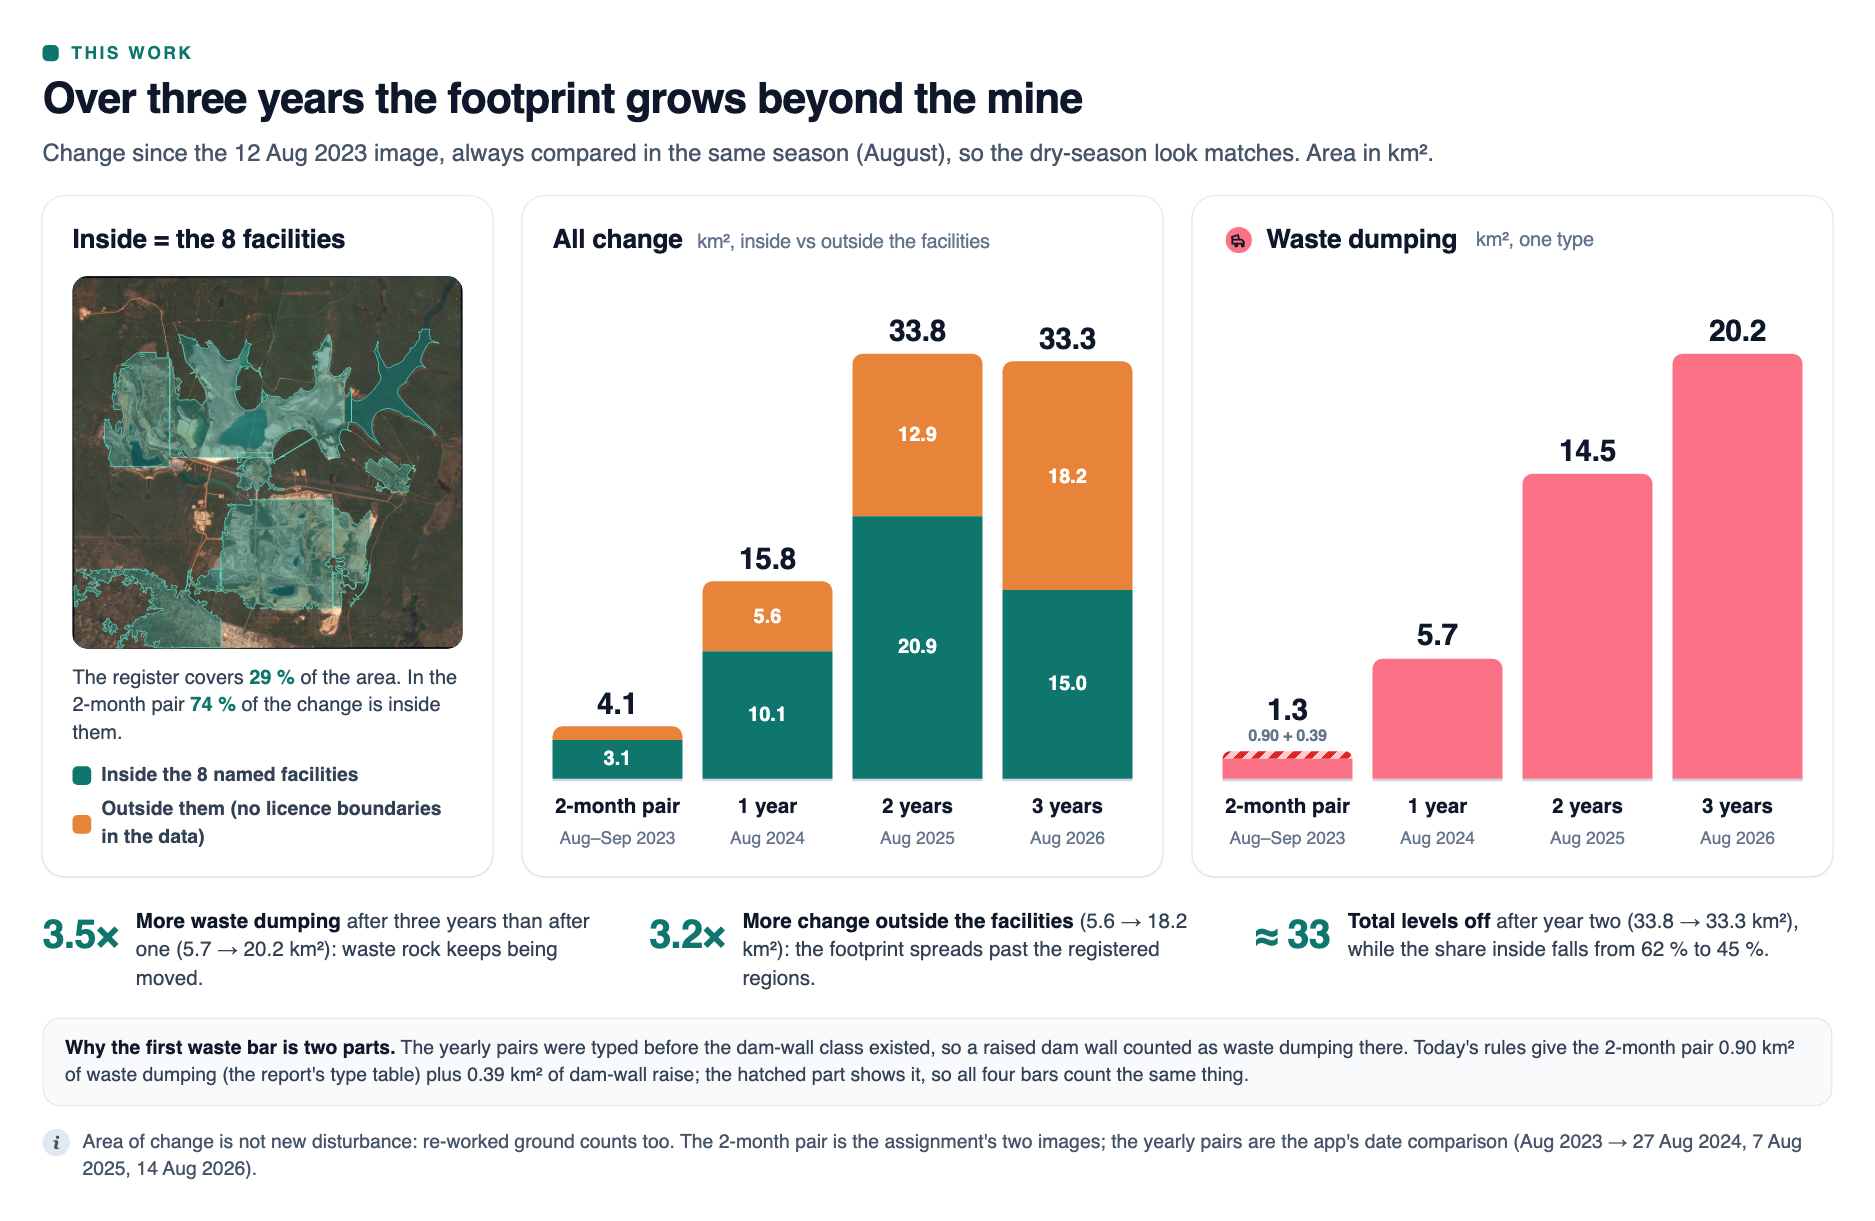 THIS WORK
Over three years the footprint grows beyond the mine
Change since the 12 Aug 2023 image, always compared in the same season (August), so the dry-season look matches. Area in km².
Inside = the 8 facilities
The register covers 29 % of the area. In the
2-month pair 74 % of the change is inside
them.
Inside the 8 named facilities
Outside them (no licence boundaries
in the data)
All change km², inside vs outside the facilities
4.1
3.1
15.8
5.6
10.1
33.8
12.9
20.9
33.3
18.2
15.0
2-month pair
Aug–Sep 2023
1 year
Aug 2024
2 years
Aug 2025
3 years
Aug 2026
Waste dumping km², one type
1.3
0.90 + 0.39
5.7
14.5
20.2
2-month pair
Aug–Sep 2023
1 year
Aug 2024
2 years
Aug 2025
3 years
Aug 2026
3.5×
More waste dumping after three years than after
one (5.7 → 20.2 km²): waste rock keeps being
moved.
3.2×
More change outside the facilities (5.6 → 18.2
km²): the footprint spreads past the registered
regions.
≈ 33
Total levels off after year two (33.8 → 33.3 km²),
while the share inside falls from 62 % to 45 %.
Why the first waste bar is two parts. The yearly pairs were typed before the dam-wall class existed, so a raised dam wall counted as waste dumping there. Today's rules give the 2-month pair 0.90 km²
of waste dumping (the report's type table) plus 0.39 km² of dam-wall raise; the hatched part shows it, so all four bars count the same thing.
i Area of change is not new disturbance: re-worked ground counts too. The 2-month pair is the assignment's two images; the yearly pairs are the app's date comparison (Aug 2023 → 27 Aug 2024, 7 Aug
2025, 14 Aug 2026).